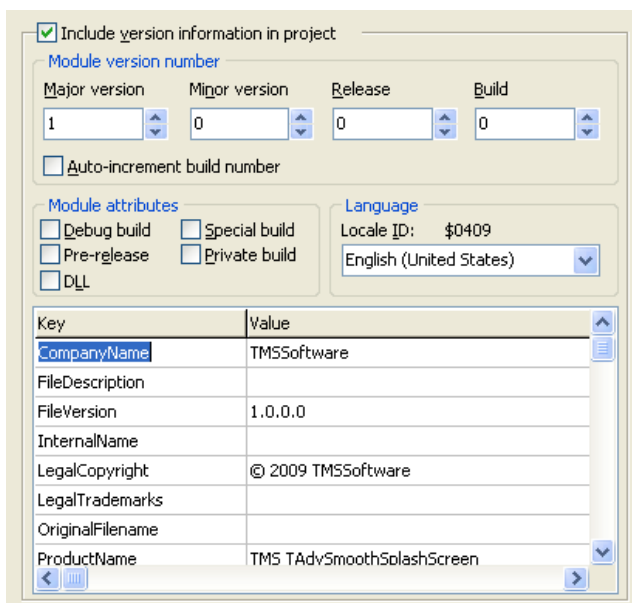 Include version information in project
Module version number
Major version Minor version Release Build
1 0 0 0
Auto-increment build number
Module attributes
Debug build Special build
Pre-release Private build
DLL
Language
Locale ID: $0409
English (United States)
Key Value
CompanyName TMSSoftware
FileDescription
FileVersion 1.0.0.0
InternalName
LegalCopyright © 2009 TMSSoftware
LegalTrademarks
OriginalFilename
ProductName TMS TAdvSmoothSplashScreen